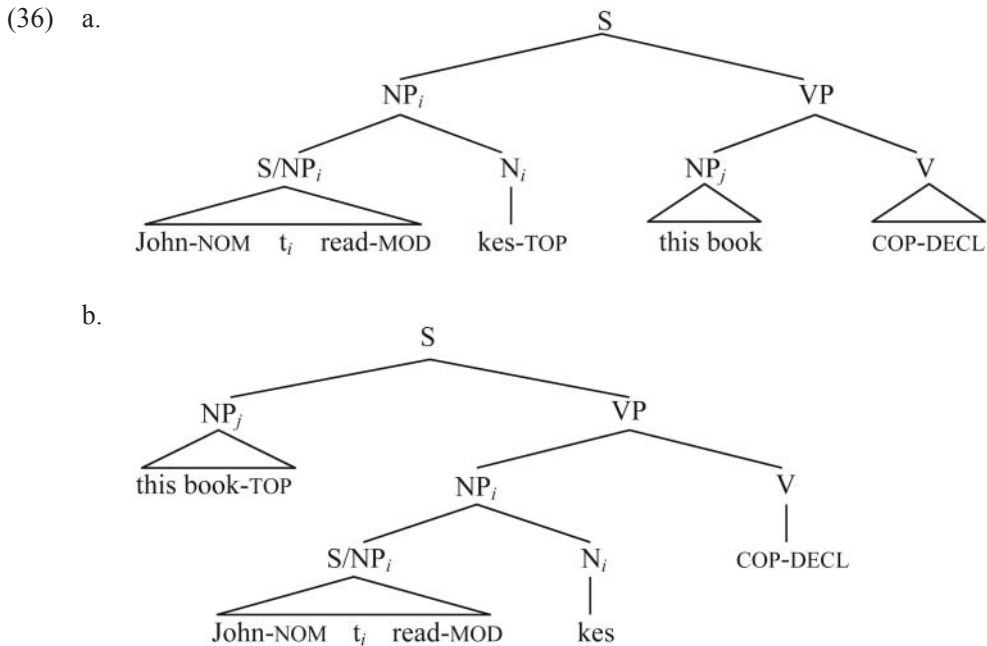 (36) a.
S
NPi VP
S/NPi Ni NPj V
John-NOM ti read-MOD kes-TOP this book COP-DECL
b.
S
NPj VP
this book-TOP NPi V
S/NPi Ni COP-DECL
John-NOM ti read-MOD kes